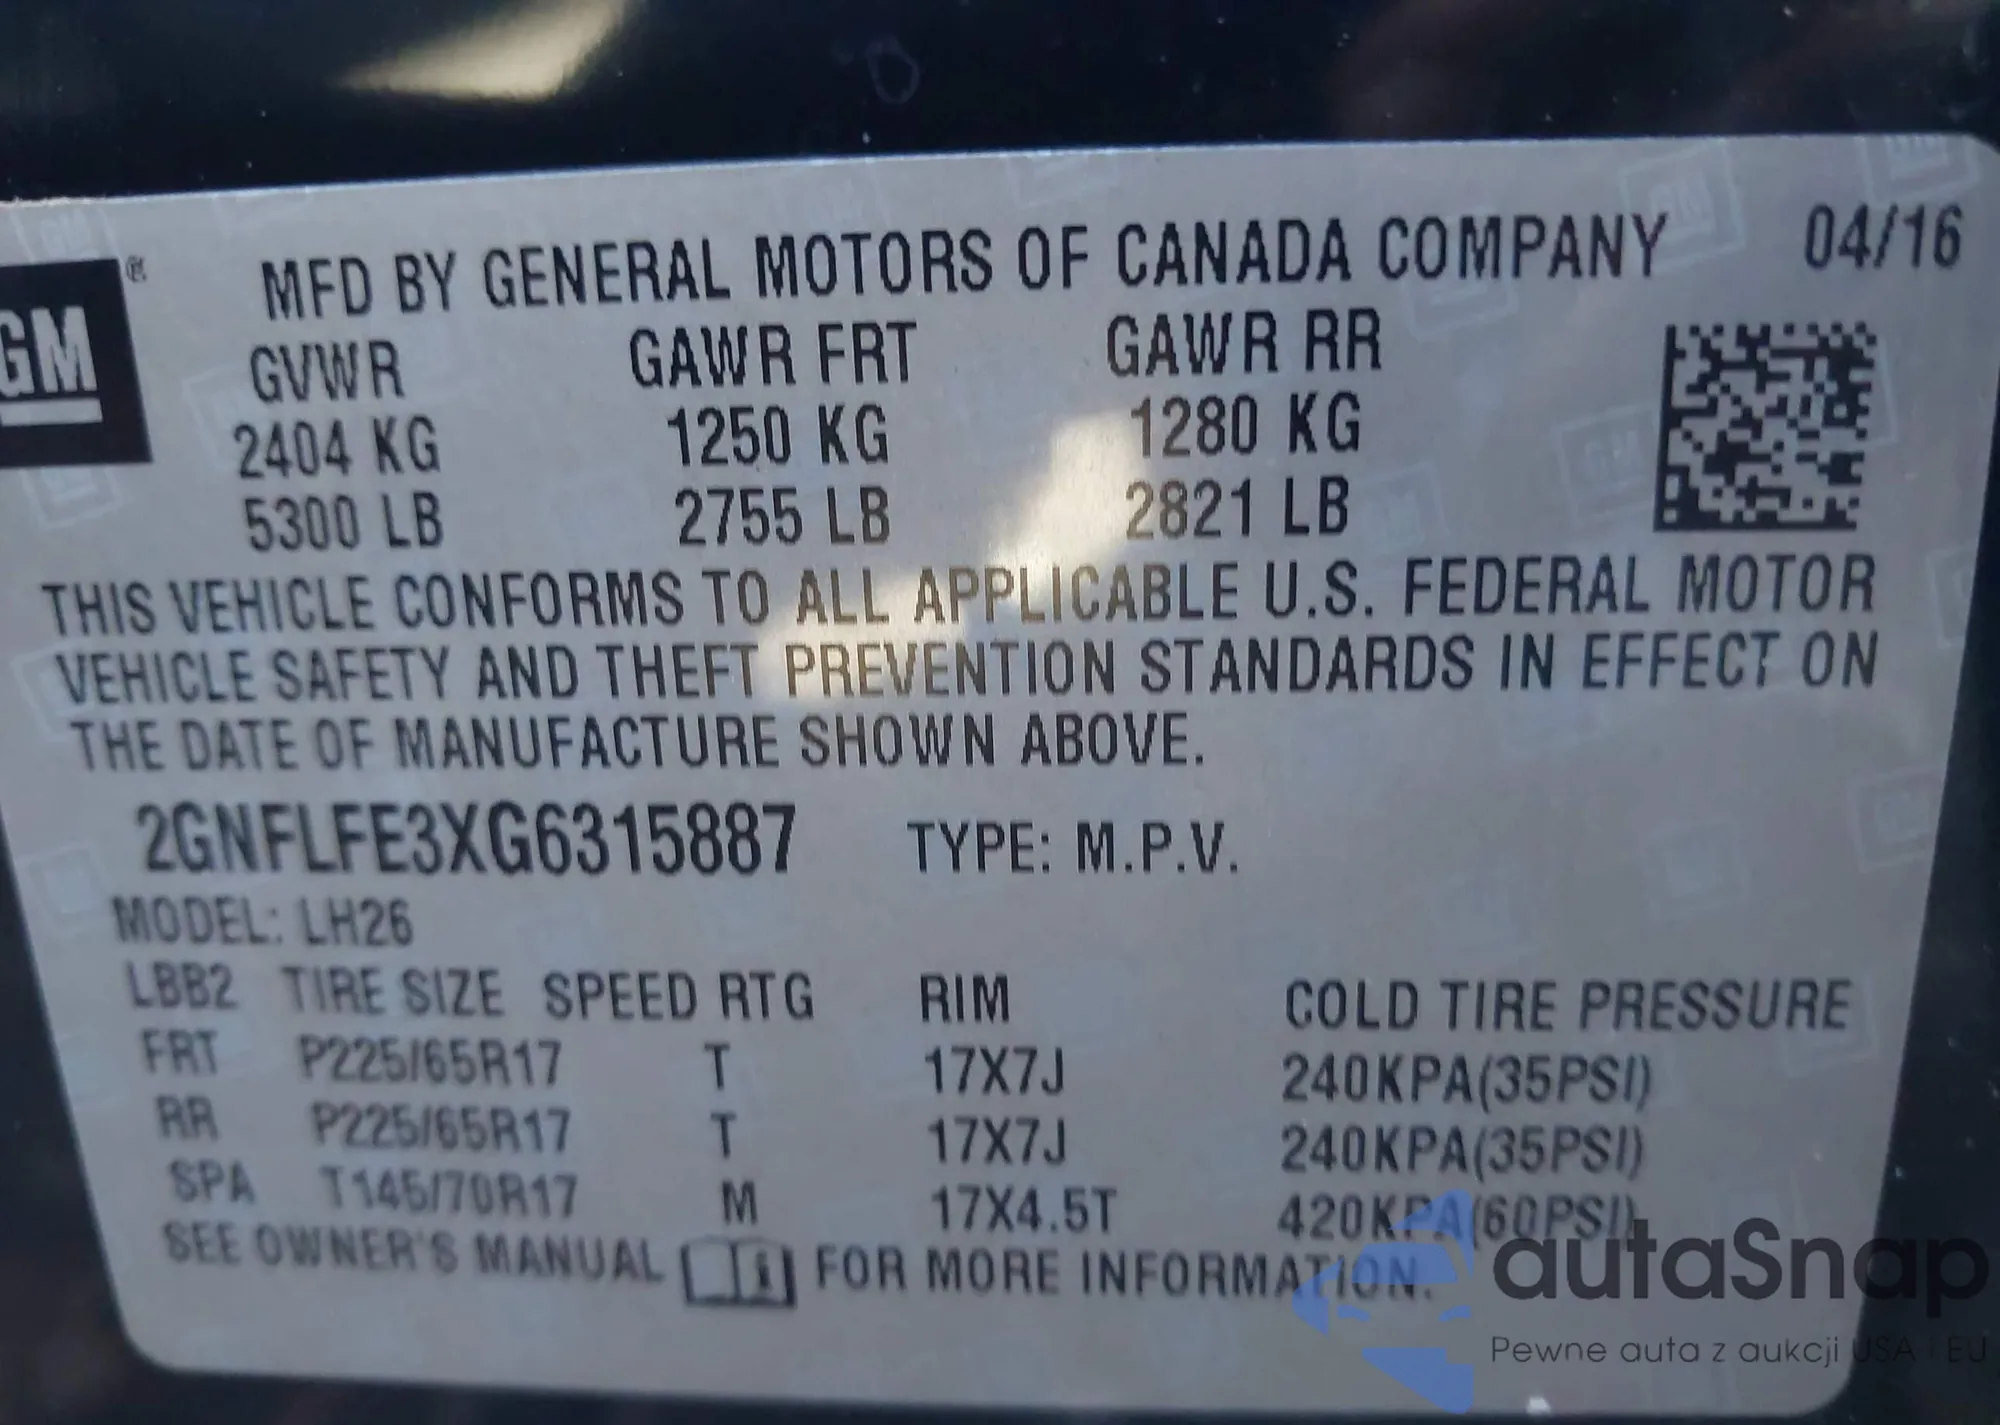 GM ® MFD BY GENERAL MOTORS OF CANADA COMPANY 04/16
GVWR GAWR FRT GAWR RR
2404 KG 1250 KG 1280 KG
5300 LB 2755 LB 2821 LB
THIS VEHICLE CONFORMS TO ALL APPLICABLE U.S. FEDERAL MOTOR
VEHICLE SAFETY AND THEFT PREVENTION STANDARDS IN EFFECT ON
THE DATE OF MANUFACTURE SHOWN ABOVE.
2GNFLFE3XG6315887 TYPE: M.P.V.
MODEL: LH26
LBB2 TIRE SIZE SPEED RTG RIM COLD TIRE PRESSURE
FRT P225/65R17 T 17X7J 240KPA(35PSI)
RR P225/65R17 T 17X7J 240KPA(35PSI)
SPA T145/70R17 M 17X4.5T 420KPA(60PSI)
SEE OWNER'S MANUAL FOR MORE INFORMATION.
autaSnap
Pewne auta z aukcji USA i EU